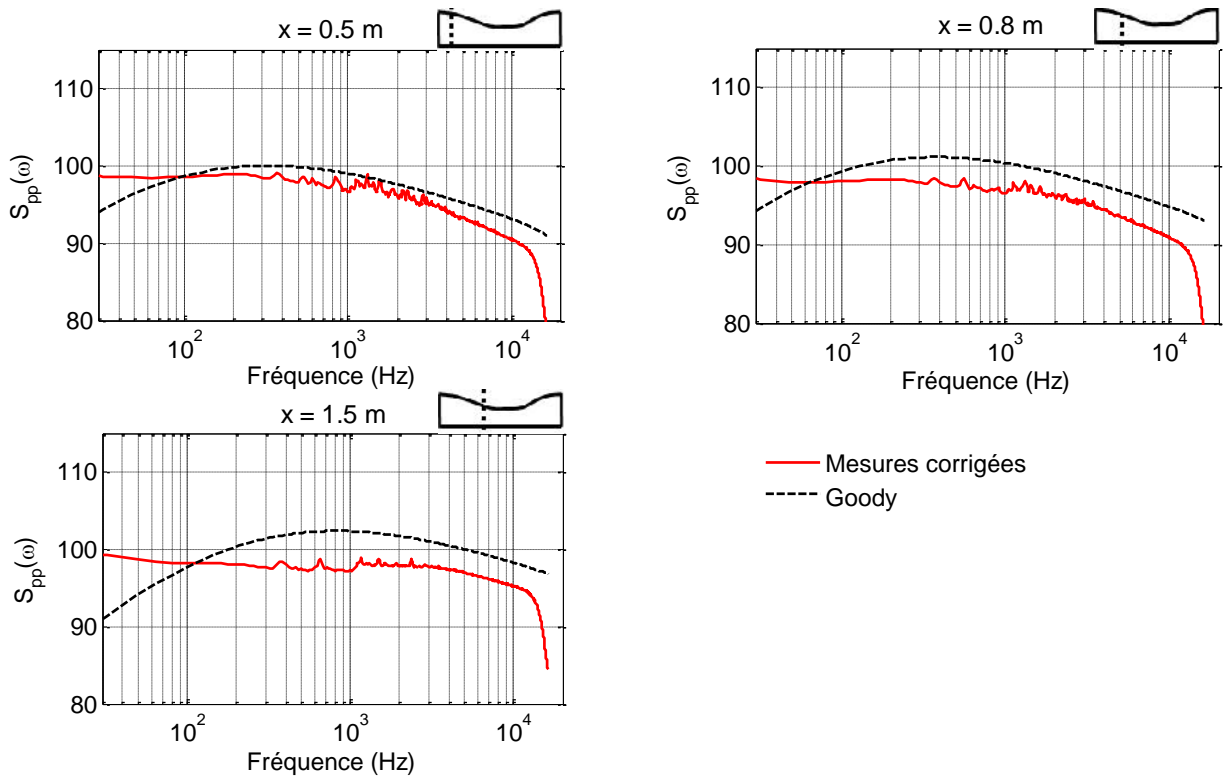 x = 0.5 m
110
100
90
80
S_pp(ω)
10^2
10^3
10^4
Fréquence (Hz)
x = 0.8 m
110
100
90
80
S_pp(ω)
10^2
10^3
10^4
Fréquence (Hz)
x = 1.5 m
110
100
90
80
S_pp(ω)
10^2
10^3
10^4
Fréquence (Hz)
Mesures corrigées
Goody